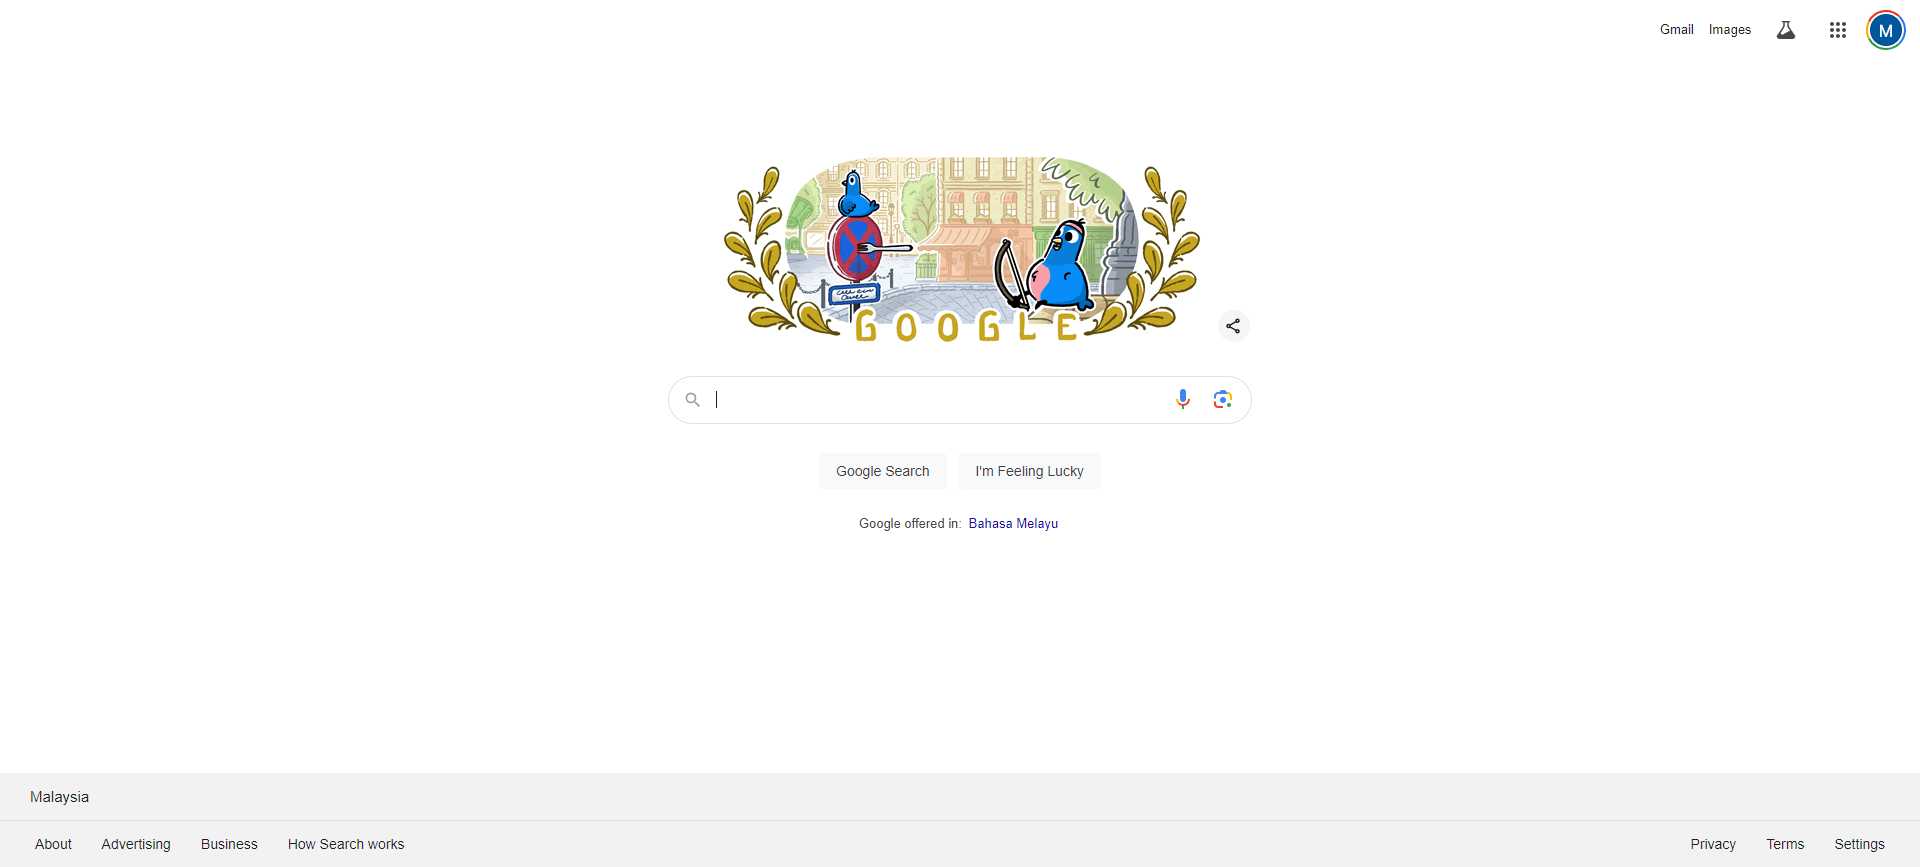 Gmail Images M
GOOGLE
Google Search I'm Feeling Lucky
Google offered in: Bahasa Melayu
Malaysia
About Advertising Business How Search works Privacy Terms Settings